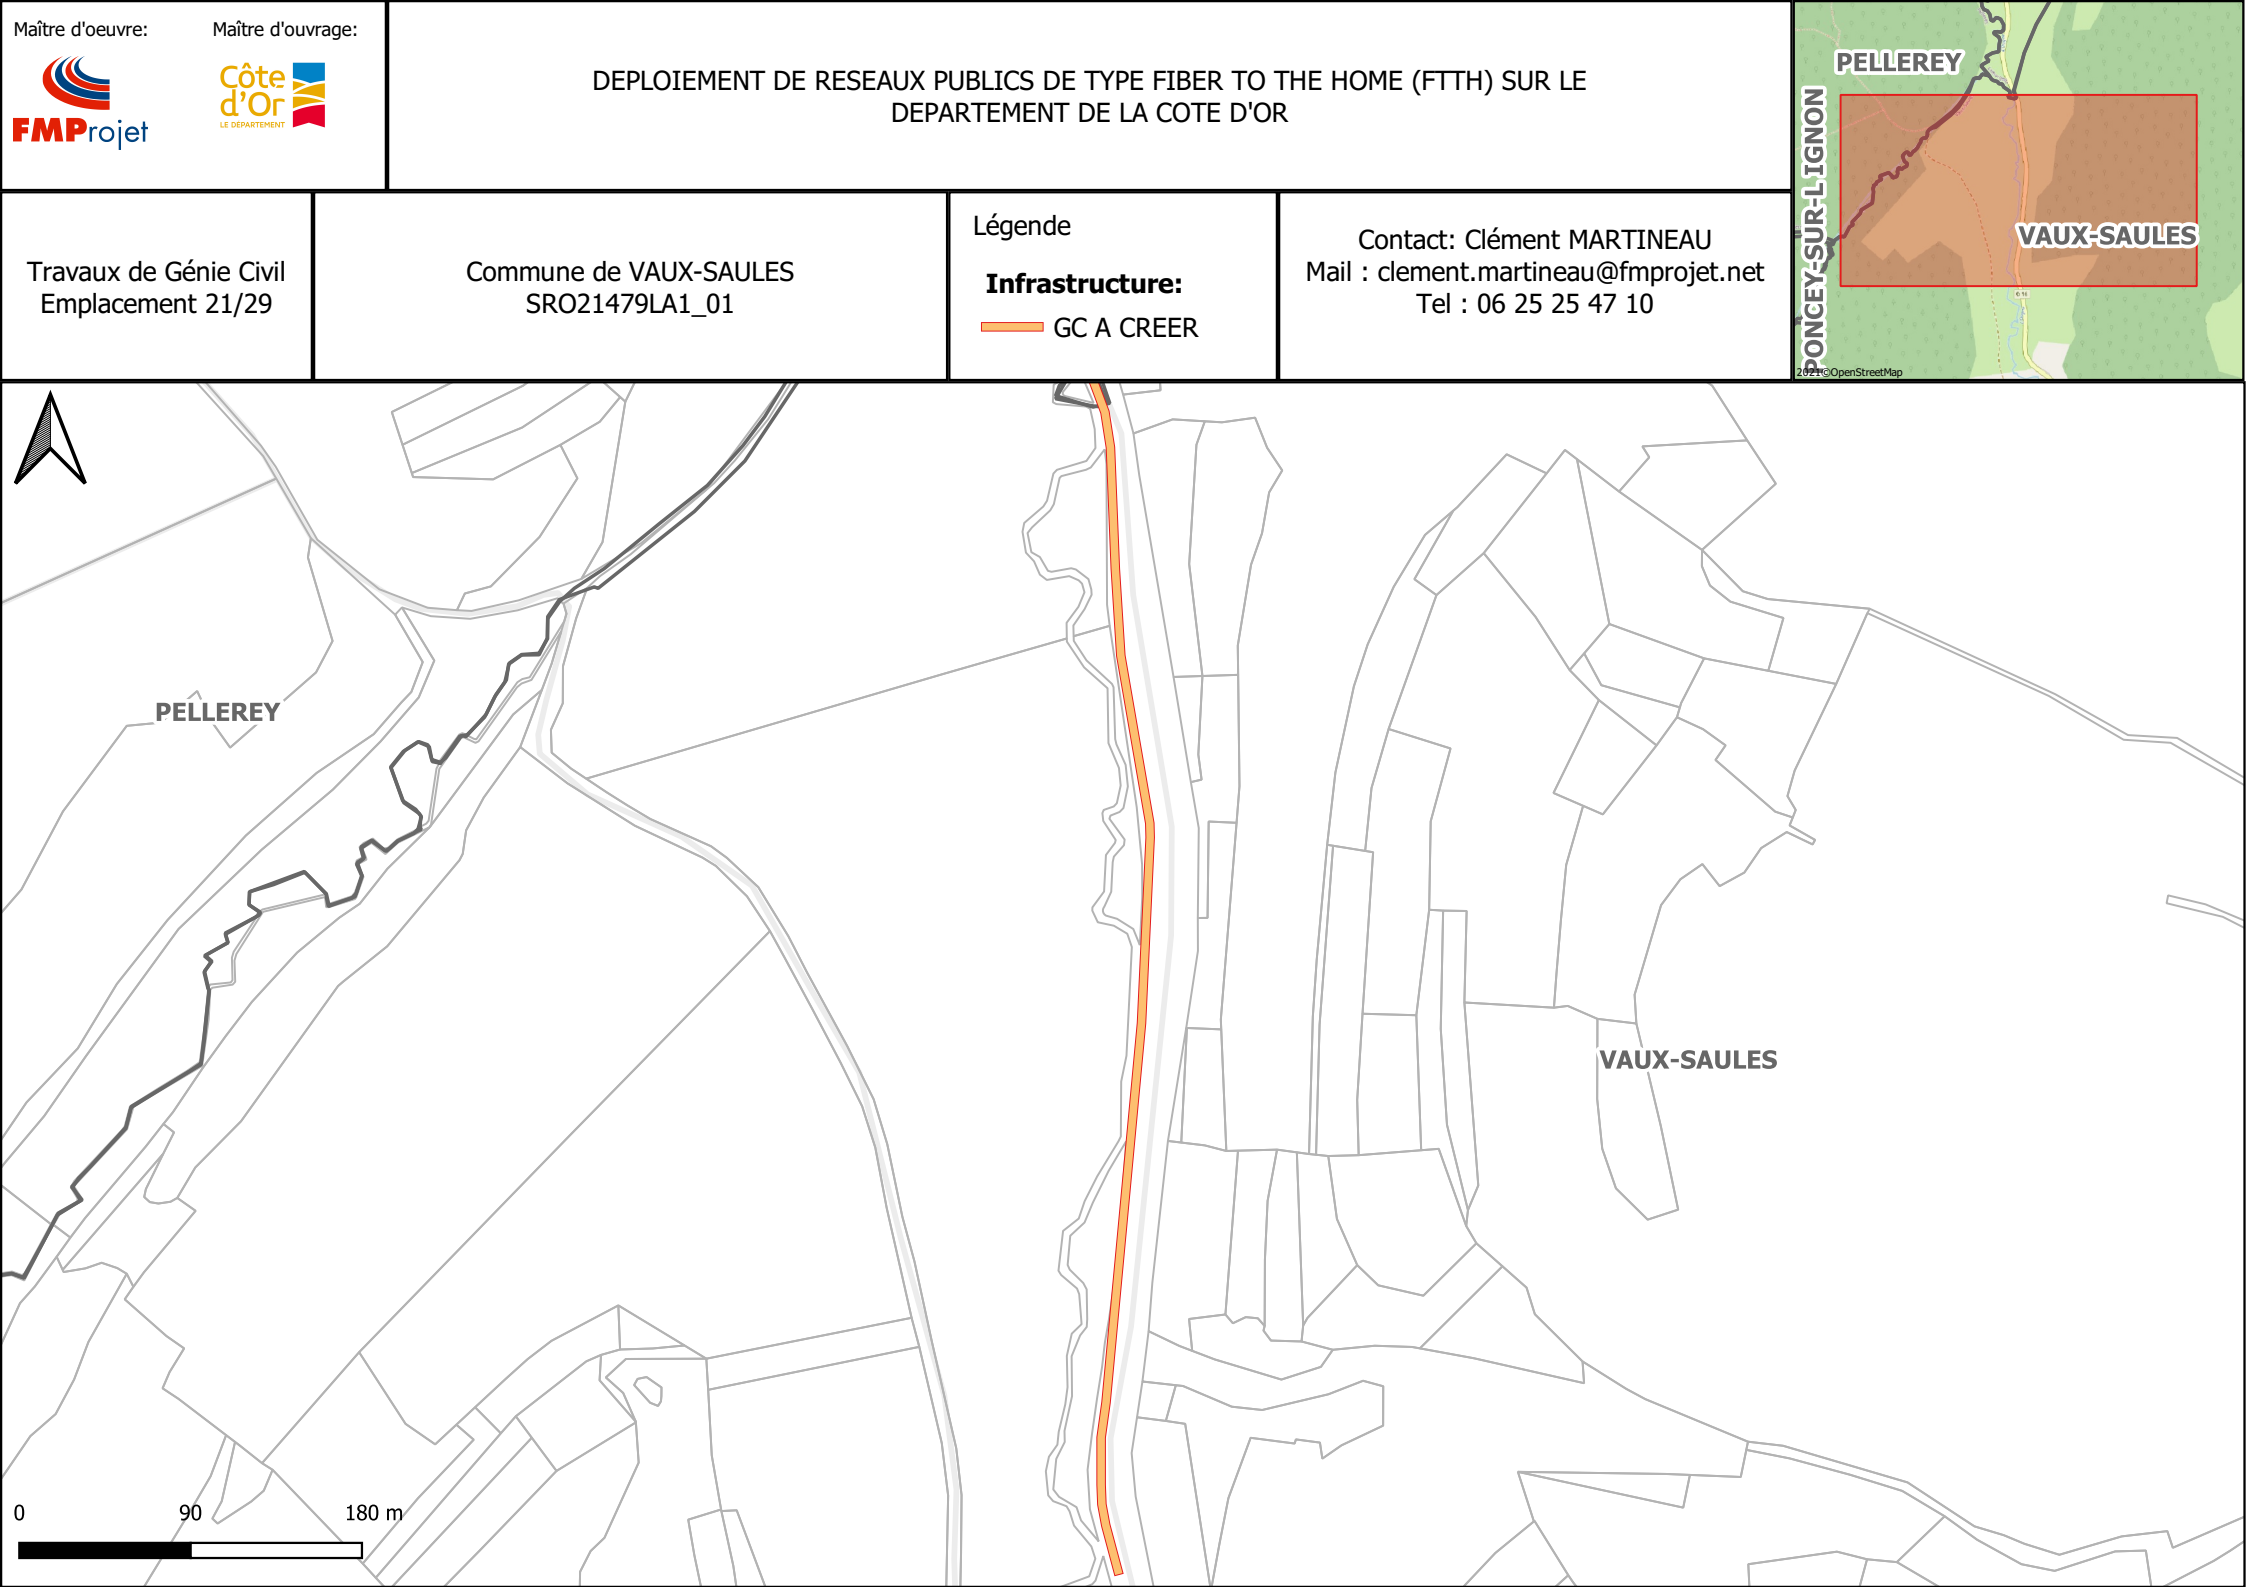 Maître d'oeuvre:
Maître d'ouvrage:
FMProjet
Côte
d'Or
LE DÉPARTEMENT
DEPLOIEMENT DE RESEAUX PUBLICS DE TYPE FIBER TO THE HOME (FTTH) SUR LE
DEPARTEMENT DE LA COTE D'OR
Travaux de Génie Civil
Emplacement 21/29
Commune de VAUX-SAULES
SRO21479LA1_01
Légende
Infrastructure:
GC A CREER
Contact: Clément MARTINEAU
Mail : clement.martineau@fmprojet.net
Tel : 06 25 25 47 10
PELLEREY
PONCEY-SUR-L'IGNON
VAUX-SAULES
2021©OpenStreetMap
PELLEREY
VAUX-SAULES
0
90
180 m